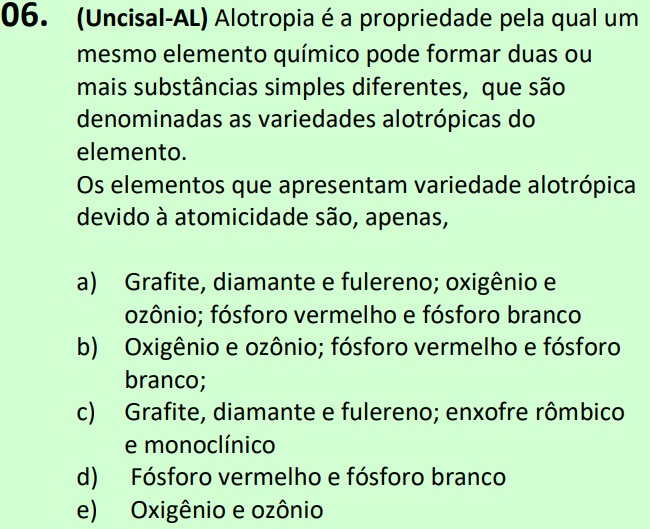 06. (Uncisal-AL) Alotropia é a propriedade pela qual um
mesmo elemento químico pode formar duas ou
mais substâncias simples diferentes, que são
denominadas as variedades alotrópicas do
elemento.
Os elementos que apresentam variedade alotrópica
devido à atomicidade são, apenas,
a) Grafite, diamante e fulereno; oxigênio e
ozônio; fósforo vermelho e fósforo branco
b) Oxigênio e ozônio; fósforo vermelho e fósforo
branco;
c) Grafite, diamante e fulereno; enxofre rômbico
e monoclínico
d) Fósforo vermelho e fósforo branco
e) Oxigênio e ozônio